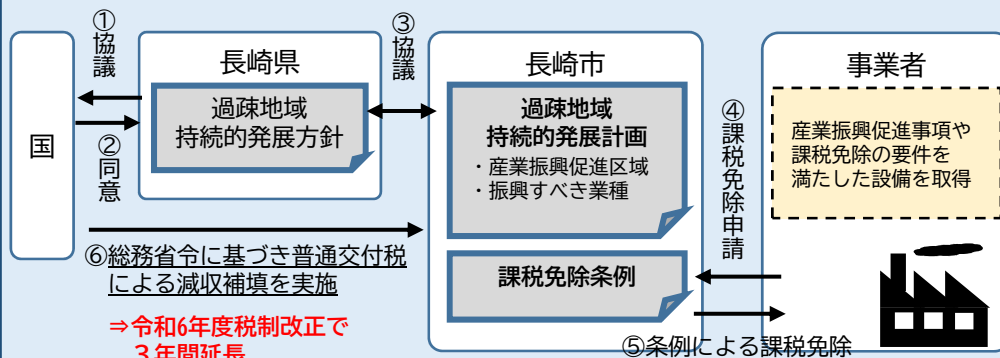 ①協議
③協議
長崎県
長崎市
事業者
過疎地域
持続的発展方針
過疎地域
持続的発展計画
・産業振興促進区域
・振興すべき業種
④課税免除申請
産業振興促進事項や
課税免除の要件を
満たした設備を取得
国
②同意
⑥総務省令に基づき普通交付税
による減収補填を実施
課税免除条例
⇒令和6年度税制改正で
３年間延長
⑤条例による課税免除